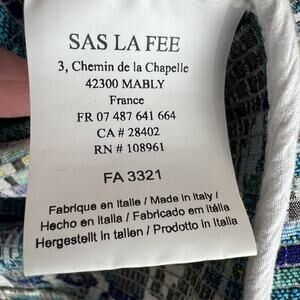 SAS LA FEE
3, Chemin de la Chapelle
42300 MABLY
France
FR 07 487 641 664
CA # 28402
RN # 108961
FA 3321
Fabrique en Italie / Made in Italy /
Hecho en Italia / Fabricado em Itália
Hergestellt in talien / Prodotto in Italia